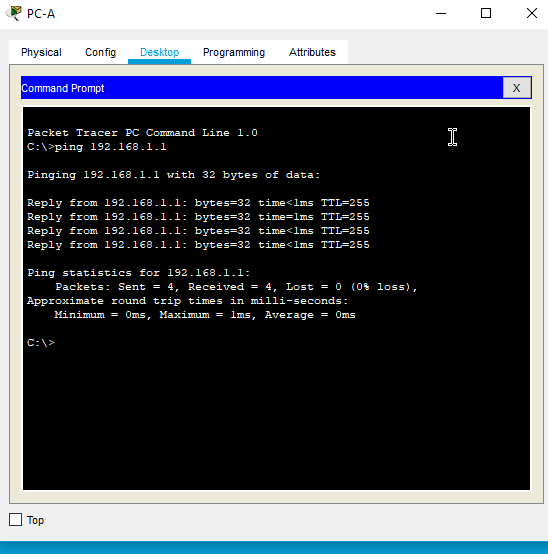 PC-A
Physical Config Desktop Programming Attributes
Command Prompt
X
Packet Tracer PC Command Line 1.0
C:\>ping 192.168.1.1
Pinging 192.168.1.1 with 32 bytes of data:
Reply from 192.168.1.1: bytes=32 time<1ms TTL=255
Reply from 192.168.1.1: bytes=32 time=1ms TTL=255
Reply from 192.168.1.1: bytes=32 time<1ms TTL=255
Reply from 192.168.1.1: bytes=32 time<1ms TTL=255
Ping statistics for 192.168.1.1:
Packets: Sent = 4, Received = 4, Lost = 0 (0% loss),
Approximate round trip times in milli-seconds:
Minimum = 0ms, Maximum = 1ms, Average = 0ms
C:\>
Top